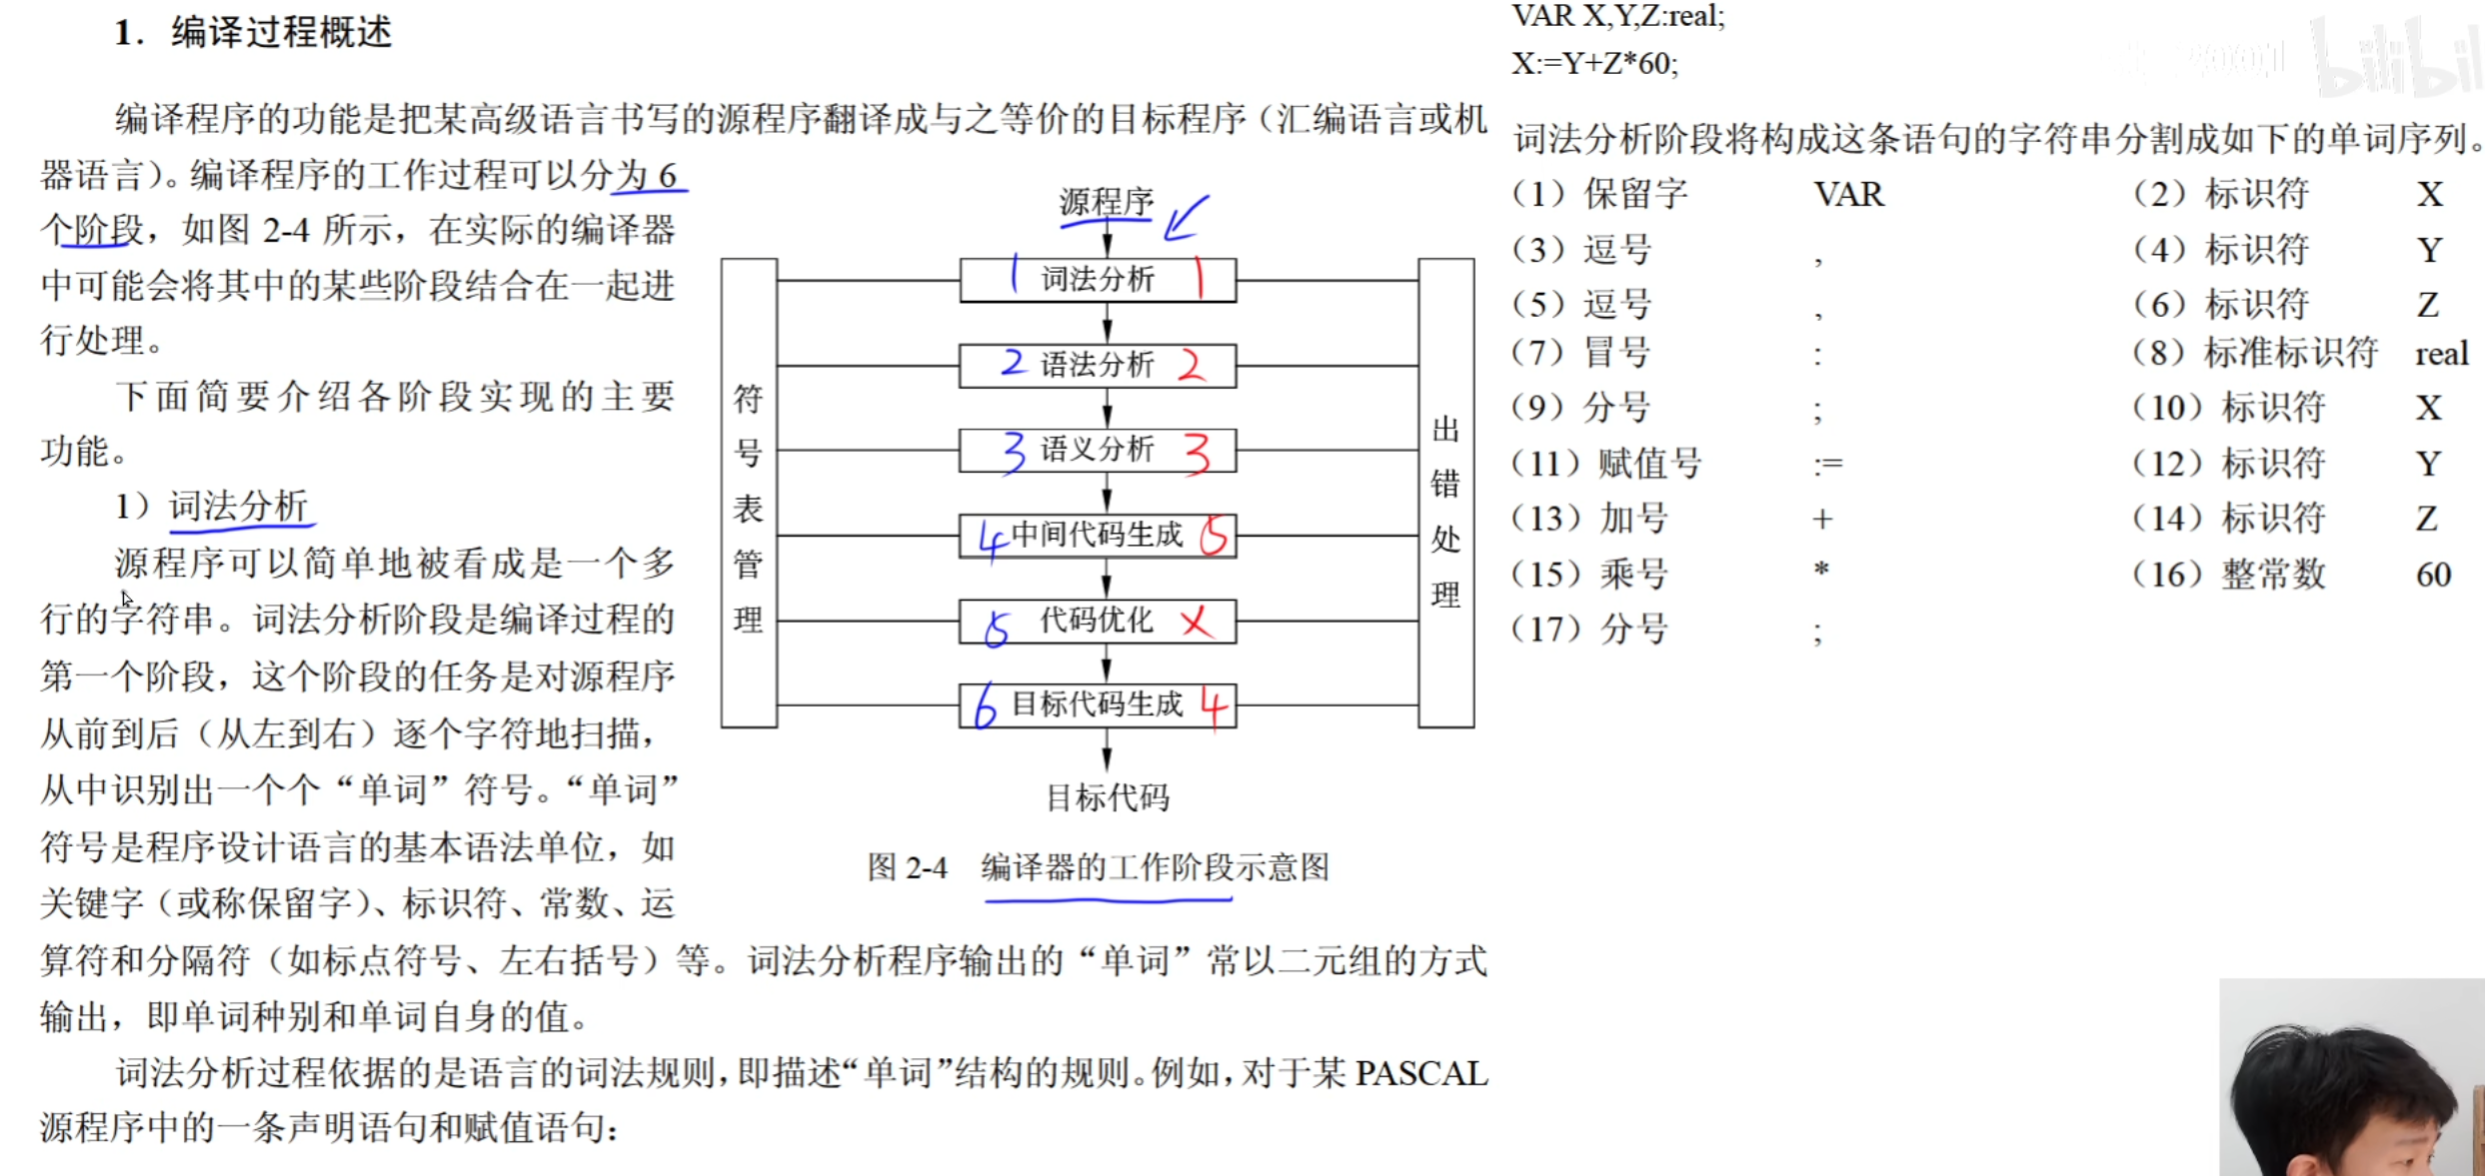 1. 编译过程概述
编译程序的功能是把某高级语言书写的源程序翻译成与之等价的目标程序（汇编语言或机
器语言）。编译程序的工作过程可以分为 6
个阶段，如图 2-4 所示，在实际的编译器
中可能会将其中的某些阶段结合在一起进
行处理。
下面简要介绍各阶段实现的主要
功能。
1）词法分析
源程序可以简单地被看成是一个多
行的字符串。词法分析阶段是编译过程的
第一个阶段，这个阶段的任务是对源程序
从前到后（从左到右）逐个字符地扫描，
从中识别出一个个“单词”符号。“单词”
符号是程序设计语言的基本语法单位，如
关键字（或称保留字）、标识符、常数、运
算符和分隔符（如标点符号、左右括号）等。词法分析程序输出的“单词”常以二元组的方式
输出，即单词种别和单词自身的值。
词法分析过程依据的是语言的词法规则，即描述“单词”结构的规则。例如，对于某 PASCAL
源程序中的一条声明语句和赋值语句：
源程序
1 词法分析 1
2 语法分析 2
3 语义分析 3
4 中间代码生成 5
5 代码优化 X
6 目标代码生成 4
目标代码
符号表管理
出错处理
图 2-4 编译器的工作阶段示意图
VAR X,Y,Z:real;
X:=Y+Z*60;
词法分析阶段将构成这条语句的字符串分割成如下的单词序列。
（1）保留字 VAR （2）标识符 X
（3）逗号 , （4）标识符 Y
（5）逗号 , （6）标识符 Z
（7）冒号 : （8）标准标识符 real
（9）分号 ; （10）标识符 X
（11）赋值号 := （12）标识符 Y
（13）加号 + （14）标识符 Z
（15）乘号 * （16）整常数 60
（17）分号 ;
bilibil